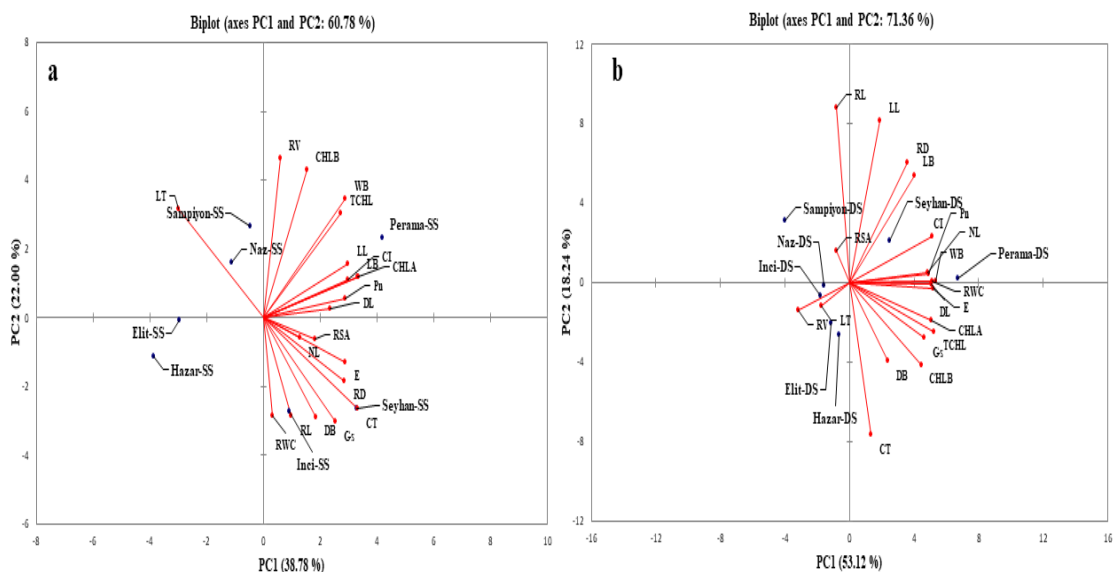 Biplot (axes PC1 and PC2: 60.78 %)
a
8
6
4
2
0
-2
-4
-6
-8
-6
-4
-2
0
2
4
6
8
10
PC2 (22.00 %)
PC1 (38.78 %)
RV
CHLB
LT
WB
TCHL
Sampiyon-SS
Perama-SS
Naz-SS
LL
CI
LB
CHLA
Pn
DL
Elit-SS
RSA
NL
Hazar-SS
E
RD
Seyhan-SS
CT
RWC
RL
DB
Gs
Inci-SS
Biplot (axes PC1 and PC2: 71.36 %)
b
12
8
4
0
-4
-8
-12
-16
-12
-8
-4
0
4
8
12
16
PC2 (18.24 %)
PC1 (53.12 %)
RL
LL
RD
LB
Sampiyon-DS
Seyhan-DS
Pn
CI
NL
Naz-DS
RSA
WB
Perama-DS
Inci-DS
RWC
E
DL
RV
LT
CHLA
TCHL
Gs
DB
CHLB
Elit-DS
Hazar-DS
CT